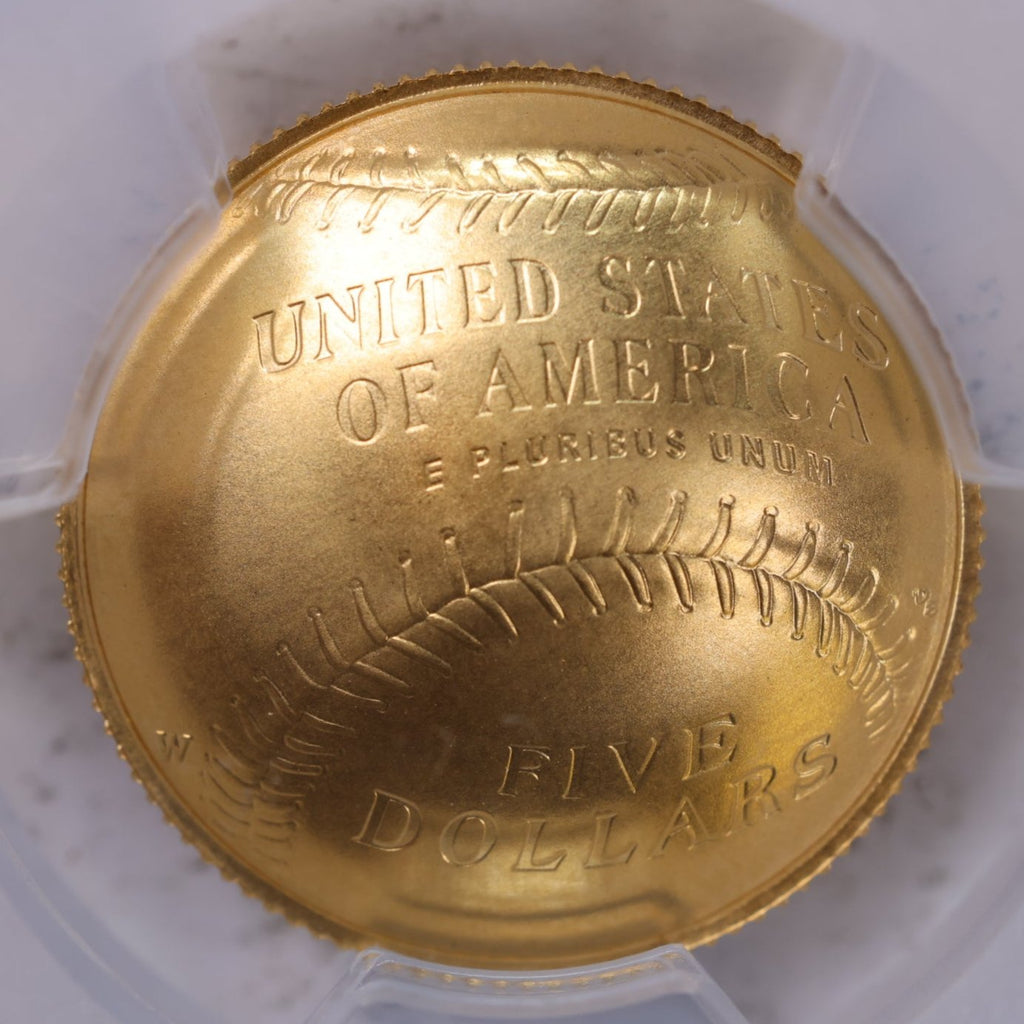 UNITED STATES
OF AMERICA
E PLURIBUS UNUM
W
FIVE
DOLLARS